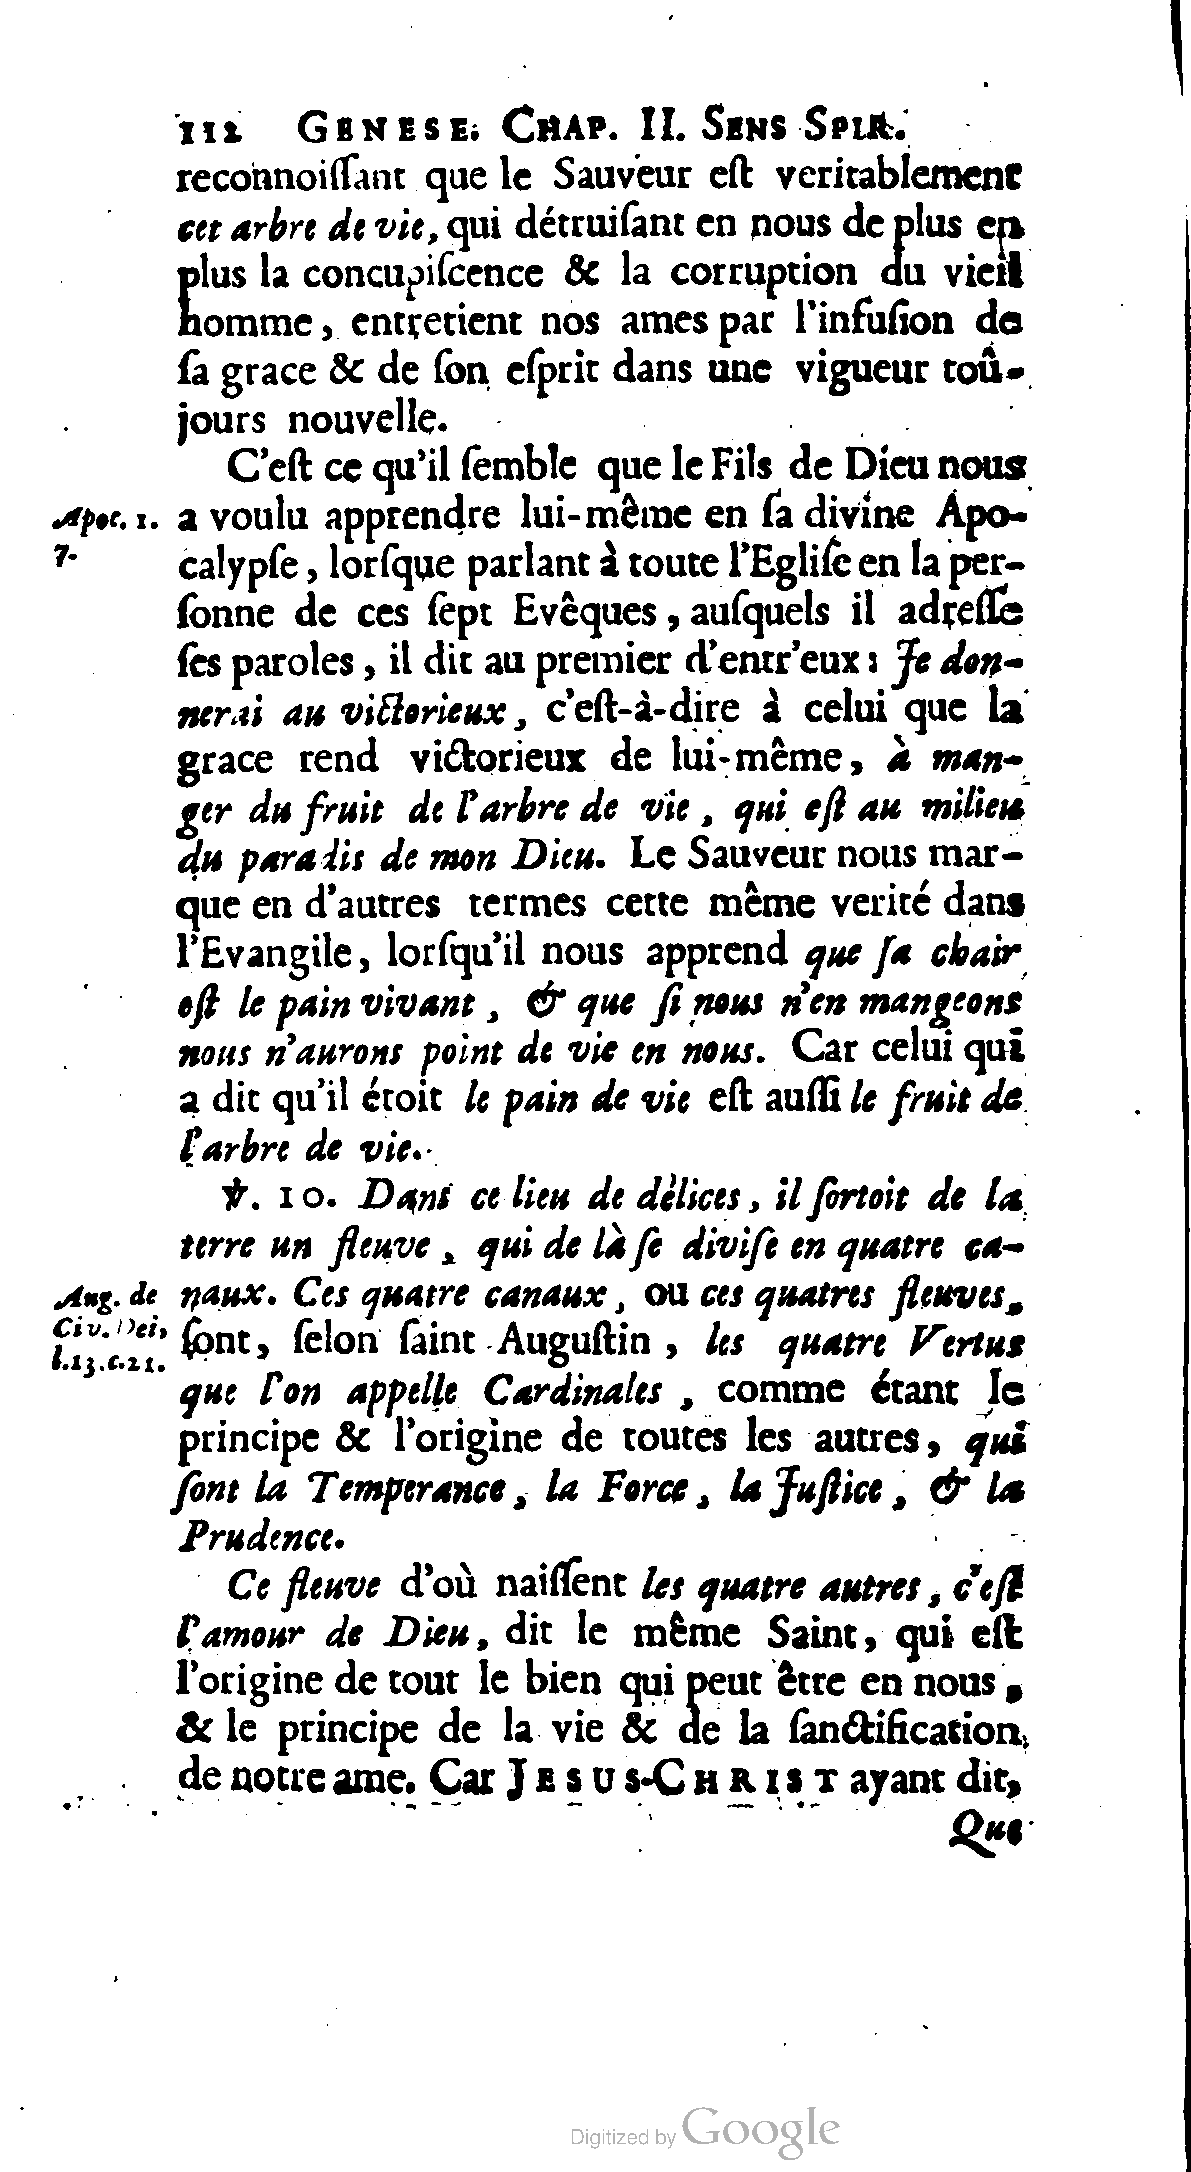 112 GENESE. CHAP. II. SENS SPIR.
reconnoiſſant que le Sauveur eſt veritablement
cet arbre de vie, qui détruiſant en nous de plus en
plus la concupiſcence & la corruption du vieil
homme, entretient nos ames par l'infuſion de
ſa grace & de ſon eſprit dans une vigueur toû-
jours nouvelle.
C'eſt ce qu'il ſemble que le Fils de Dieu nous
Apoc. 1. a voulu apprendre lui-même en ſa divine Apo-
7. calypſe, lorſque parlant à toute l'Egliſe en la per-
ſonne de ces ſept Evêques, auſquels il adreſſe
ſes paroles, il dit au premier d'entr'eux : Je don-
nerai au victorieux, c'eſt-à-dire à celui que la
grace rend victorieux de lui-même, à man-
ger du fruit de l'arbre de vie, qui eſt au milieu
du paradis de mon Dieu. Le Sauveur nous mar-
que en d'autres termes cette même verité dans
l'Evangile, lorſqu'il nous apprend que ſa chair
eſt le pain vivant, & que ſi nous n'en mangeons
nous n'aurons point de vie en nous. Car celui qui
a dit qu'il étoit le pain de vie eſt auſſi le fruit de
l'arbre de vie.
℣. 10. Dans ce lieu de délices, il ſortoit de la
terre un fleuve, qui de là ſe diviſe en quatre ca-
Aug. de naux. Ces quatre canaux, ou ces quatres fleuves,
Civ. Dei, ſont, ſelon ſaint Auguſtin, les quatre Vertus
l.13.c.21. que l'on appelle Cardinales, comme étant le
principe & l'origine de toutes les autres, qui
ſont la Temperance, la Force, la Juſtice, & la
Prudence.
Ce fleuve d'où naiſſent les quatre autres, c'eſt
l'amour de Dieu, dit le même Saint, qui eſt
l'origine de tout le bien qui peut être en nous,
& le principe de la vie & de la ſanctification
de notre ame. Car JESUS-CHRIST ayant dit,
Que
Digitized by Google